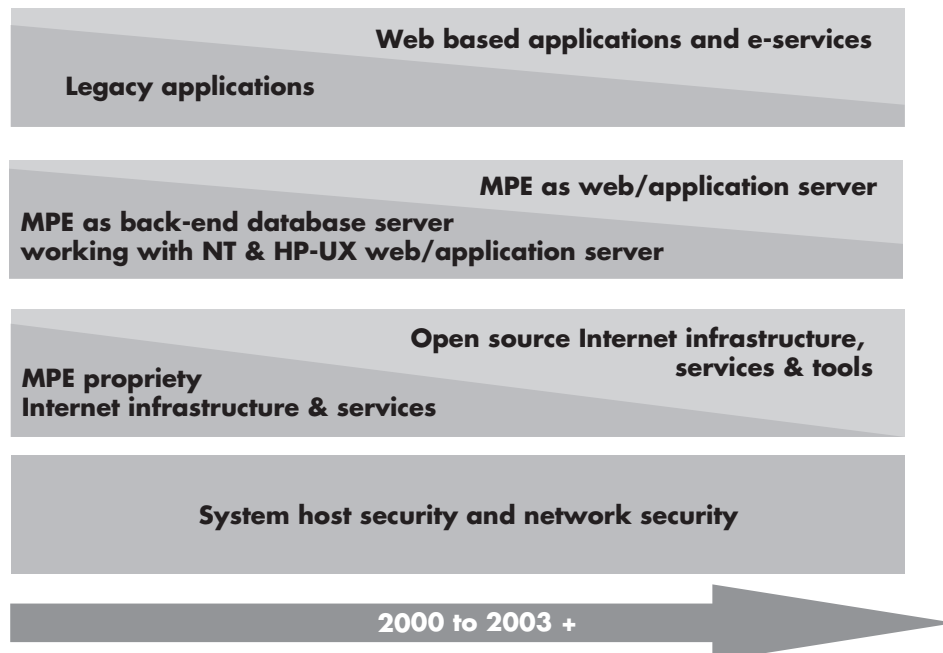 Web based applications and e-services
Legacy applications
MPE as web/application server
MPE as back-end database server
working with NT & HP-UX web/application server
Open source Internet infrastructure,
services & tools
MPE propriety
Internet infrastructure & services
System host security and network security
2000 to 2003 +